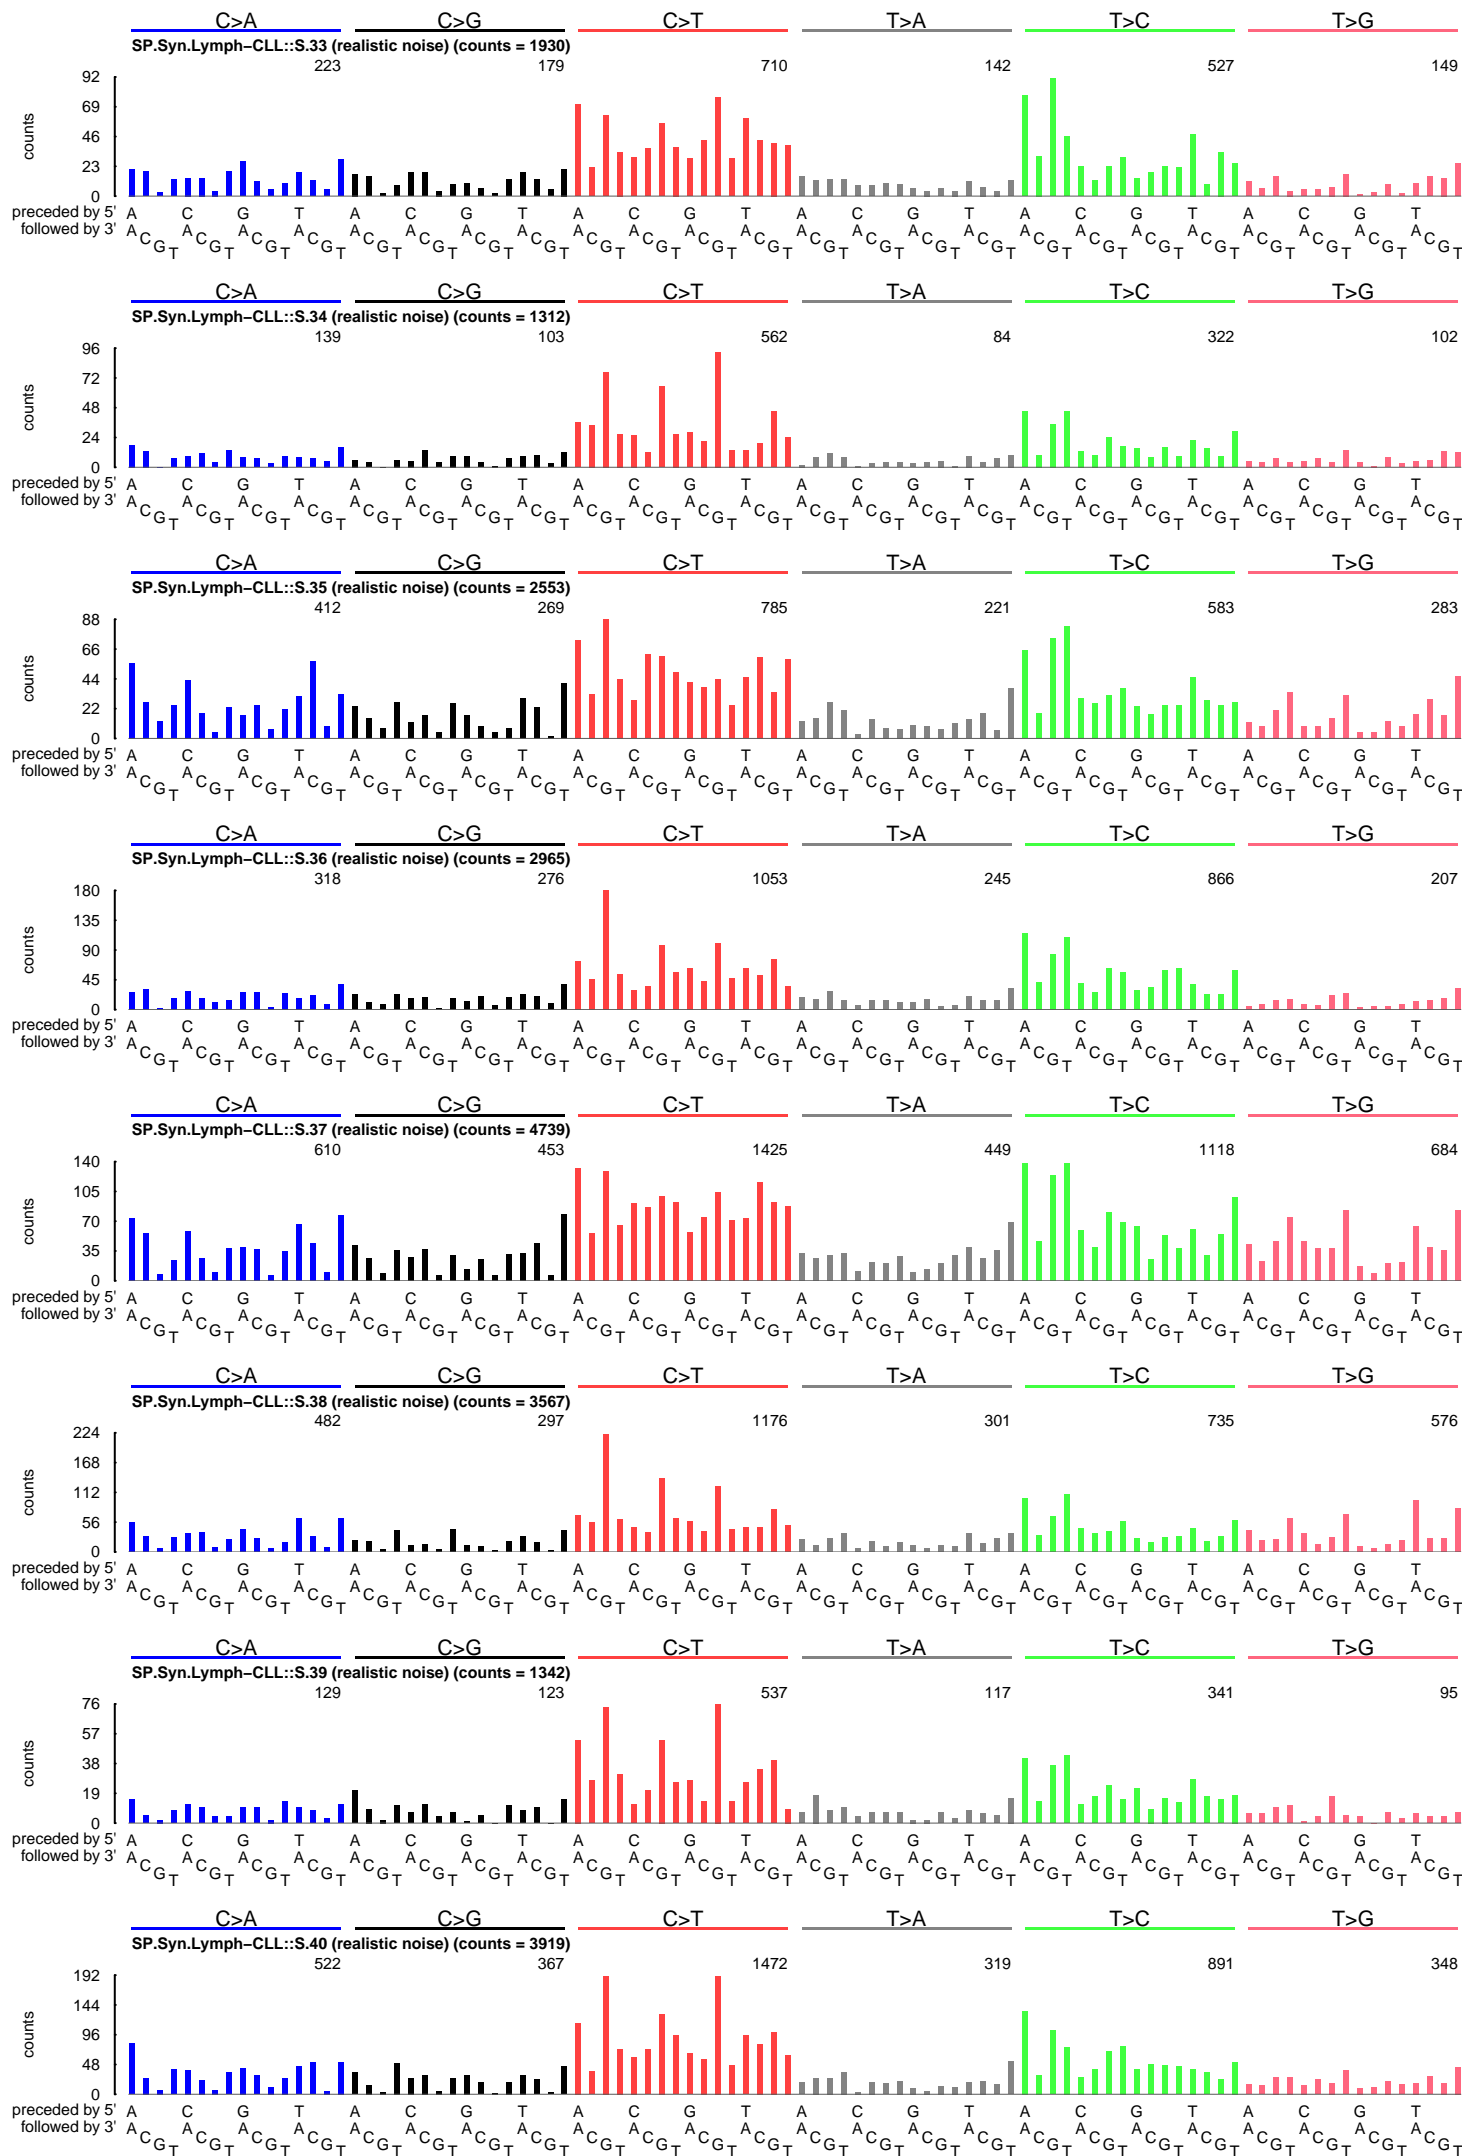 C>A C>G C>T T>A T>C T>G
SP.Syn.Lymph−CLL::S.33 (realistic noise) (counts = 1930)
223 179 710 142 527 149
92
69
46
23
0
counts
preceded by 5' A C G T A C G T A C G T A C G T A C G T A C G T
followed by 3' A C G T A C G T A C G T A C G T A C G T A C G T A C G T A C G T A C G T A C G T A C G T A C G T A C G T A C G T A C G T A C G T A C G T A C G T A C G T A C G T A C G T A C G T A C G T A C G T
C>A C>G C>T T>A T>C T>G
SP.Syn.Lymph−CLL::S.34 (realistic noise) (counts = 1312)
139 103 562 84 322 102
96
72
48
24
0
counts
preceded by 5' A C G T A C G T A C G T A C G T A C G T A C G T
followed by 3' A C G T A C G T A C G T A C G T A C G T A C G T A C G T A C G T A C G T A C G T A C G T A C G T A C G T A C G T A C G T A C G T A C G T A C G T A C G T A C G T A C G T A C G T A C G T A C G T
C>A C>G C>T T>A T>C T>G
SP.Syn.Lymph−CLL::S.35 (realistic noise) (counts = 2553)
412 269 785 221 583 283
88
66
44
22
0
counts
preceded by 5' A C G T A C G T A C G T A C G T A C G T A C G T
followed by 3' A C G T A C G T A C G T A C G T A C G T A C G T A C G T A C G T A C G T A C G T A C G T A C G T A C G T A C G T A C G T A C G T A C G T A C G T A C G T A C G T A C G T A C G T A C G T A C G T
C>A C>G C>T T>A T>C T>G
SP.Syn.Lymph−CLL::S.36 (realistic noise) (counts = 2965)
318 276 1053 245 866 207
180
135
90
45
0
counts
preceded by 5' A C G T A C G T A C G T A C G T A C G T A C G T
followed by 3' A C G T A C G T A C G T A C G T A C G T A C G T A C G T A C G T A C G T A C G T A C G T A C G T A C G T A C G T A C G T A C G T A C G T A C G T A C G T A C G T A C G T A C G T A C G T A C G T
C>A C>G C>T T>A T>C T>G
SP.Syn.Lymph−CLL::S.37 (realistic noise) (counts = 4739)
610 453 1425 449 1118 684
140
105
70
35
0
counts
preceded by 5' A C G T A C G T A C G T A C G T A C G T A C G T
followed by 3' A C G T A C G T A C G T A C G T A C G T A C G T A C G T A C G T A C G T A C G T A C G T A C G T A C G T A C G T A C G T A C G T A C G T A C G T A C G T A C G T A C G T A C G T A C G T A C G T
C>A C>G C>T T>A T>C T>G
SP.Syn.Lymph−CLL::S.38 (realistic noise) (counts = 3567)
482 297 1176 301 735 576
224
168
112
56
0
counts
preceded by 5' A C G T A C G T A C G T A C G T A C G T A C G T
followed by 3' A C G T A C G T A C G T A C G T A C G T A C G T A C G T A C G T A C G T A C G T A C G T A C G T A C G T A C G T A C G T A C G T A C G T A C G T A C G T A C G T A C G T A C G T A C G T A C G T
C>A C>G C>T T>A T>C T>G
SP.Syn.Lymph−CLL::S.39 (realistic noise) (counts = 1342)
129 123 537 117 341 95
76
57
38
19
0
counts
preceded by 5' A C G T A C G T A C G T A C G T A C G T A C G T
followed by 3' A C G T A C G T A C G T A C G T A C G T A C G T A C G T A C G T A C G T A C G T A C G T A C G T A C G T A C G T A C G T A C G T A C G T A C G T A C G T A C G T A C G T A C G T A C G T A C G T
C>A C>G C>T T>A T>C T>G
SP.Syn.Lymph−CLL::S.40 (realistic noise) (counts = 3919)
522 367 1472 319 891 348
192
144
96
48
0
counts
preceded by 5' A C G T A C G T A C G T A C G T A C G T A C G T
followed by 3' A C G T A C G T A C G T A C G T A C G T A C G T A C G T A C G T A C G T A C G T A C G T A C G T A C G T A C G T A C G T A C G T A C G T A C G T A C G T A C G T A C G T A C G T A C G T A C G T